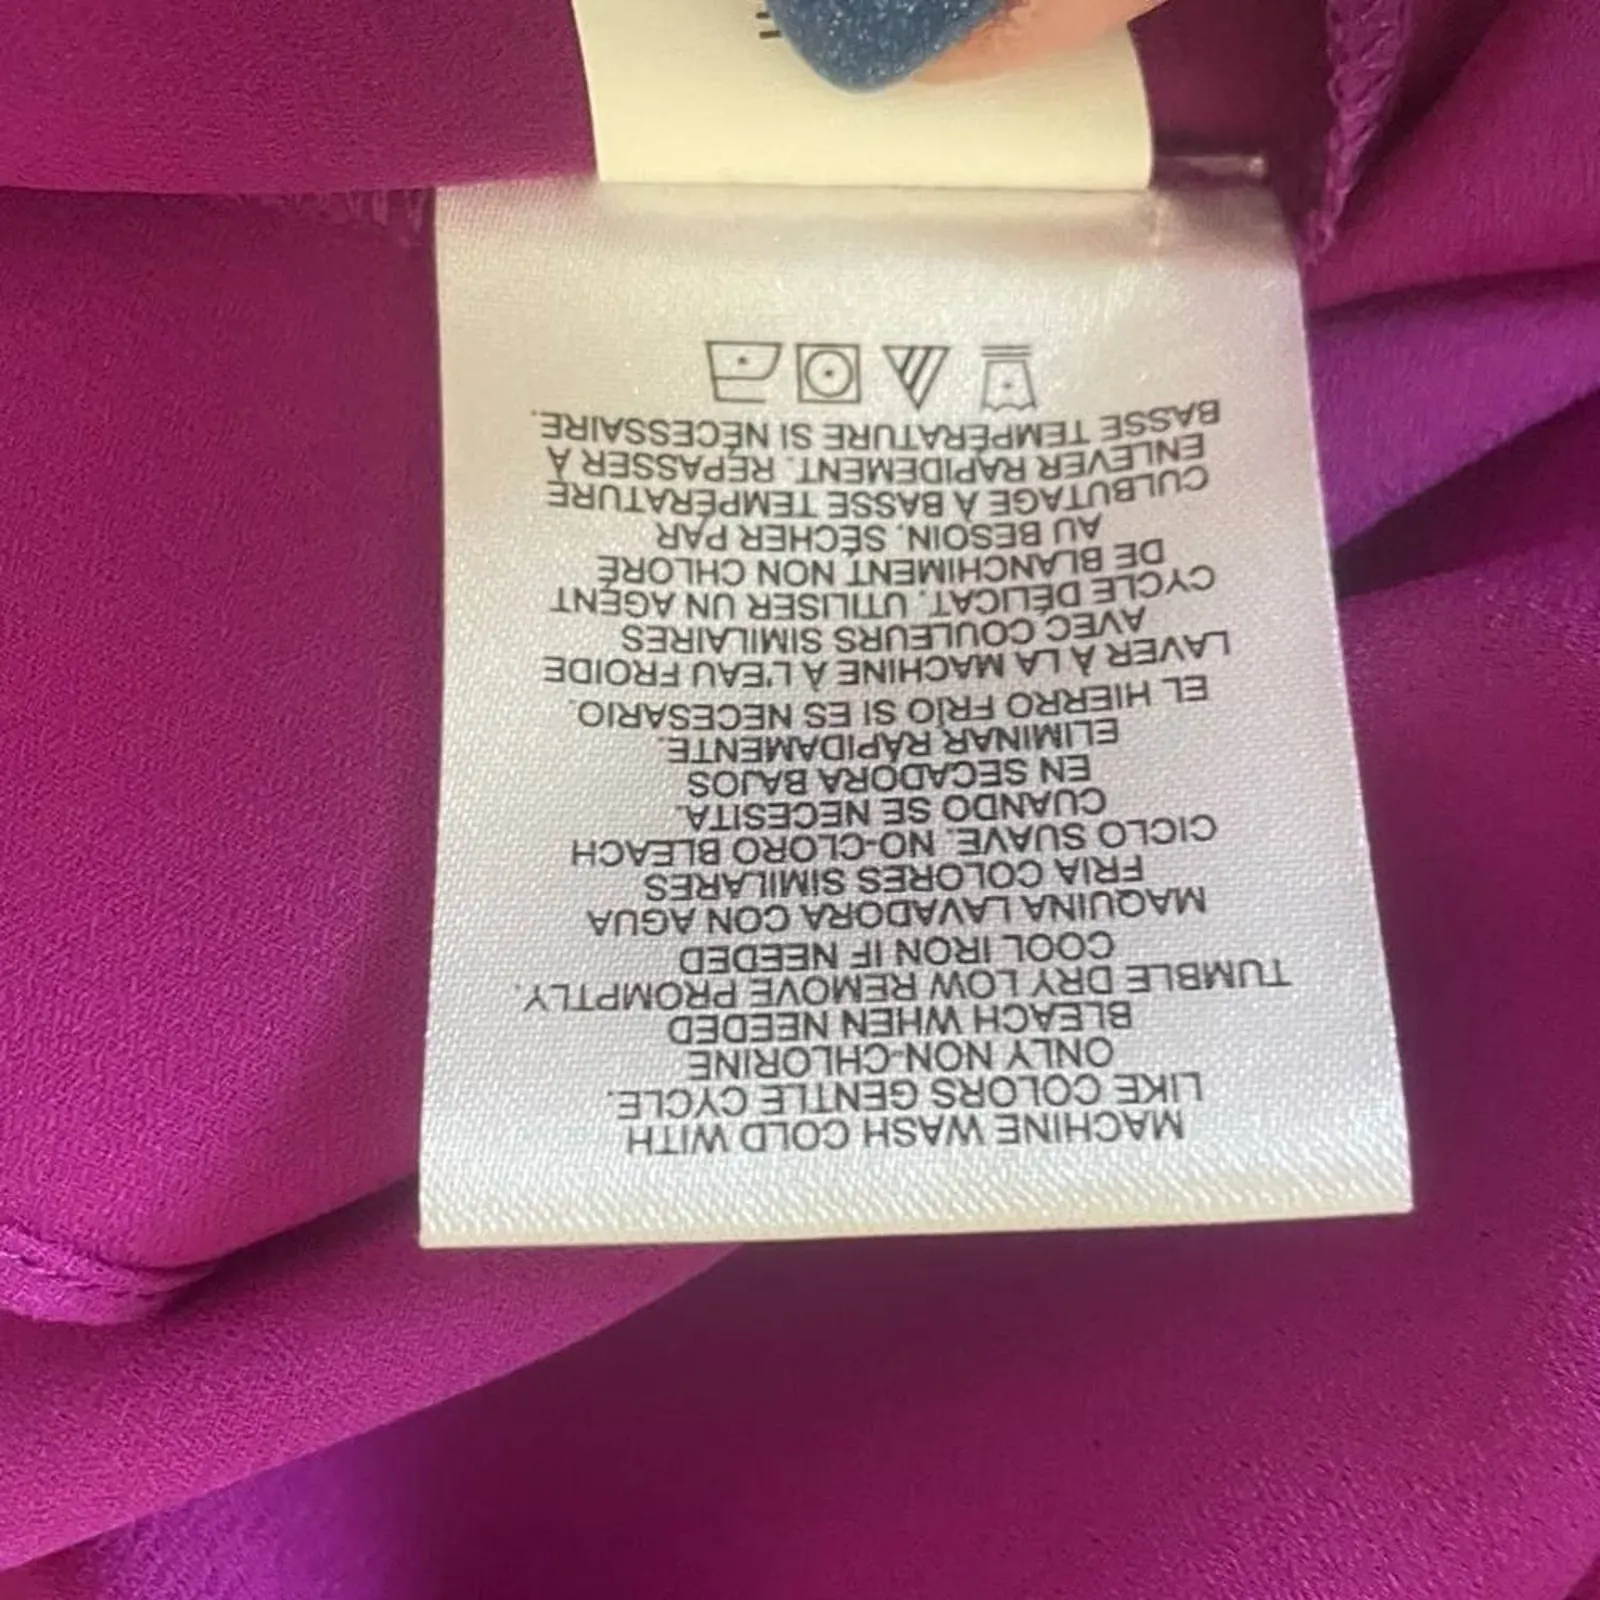 MACHINE WASH COLD WITH
LIKE COLORS GENTLE CYCLE.
ONLY NON-CHLORINE
BLEACH WHEN NEEDED
TUMBLE DRY LOW REMOVE PROMPTLY.
COOL IRON IF NEEDED
MAQUINA LAVADORA CON AGUA
FRIA COLORES SIMILARES
CICLO SUAVE. NO-CLORO BLEACH
CUANDO SE NECESITA.
EN SECADORA BAJOS
ELIMINAR RÁPIDAMENTE.
EL HIERRO FRÍO SI ES NECESARIO.
LAVER À LA MACHINE À L'EAU FROIDE
AVEC COULEURS SIMILAIRES
CYCLE DÉLICAT. UTILISER UN AGENT
DE BLANCHIMENT NON CHLORÉ
AU BESOIN. SÉCHER PAR
CULBUTAGE À BASSE TEMPÉRATURE
ENLEVER RAPIDEMENT. RÉPASSER À
BASSE TEMPÉRATURE SI NÉCESSAIRE.